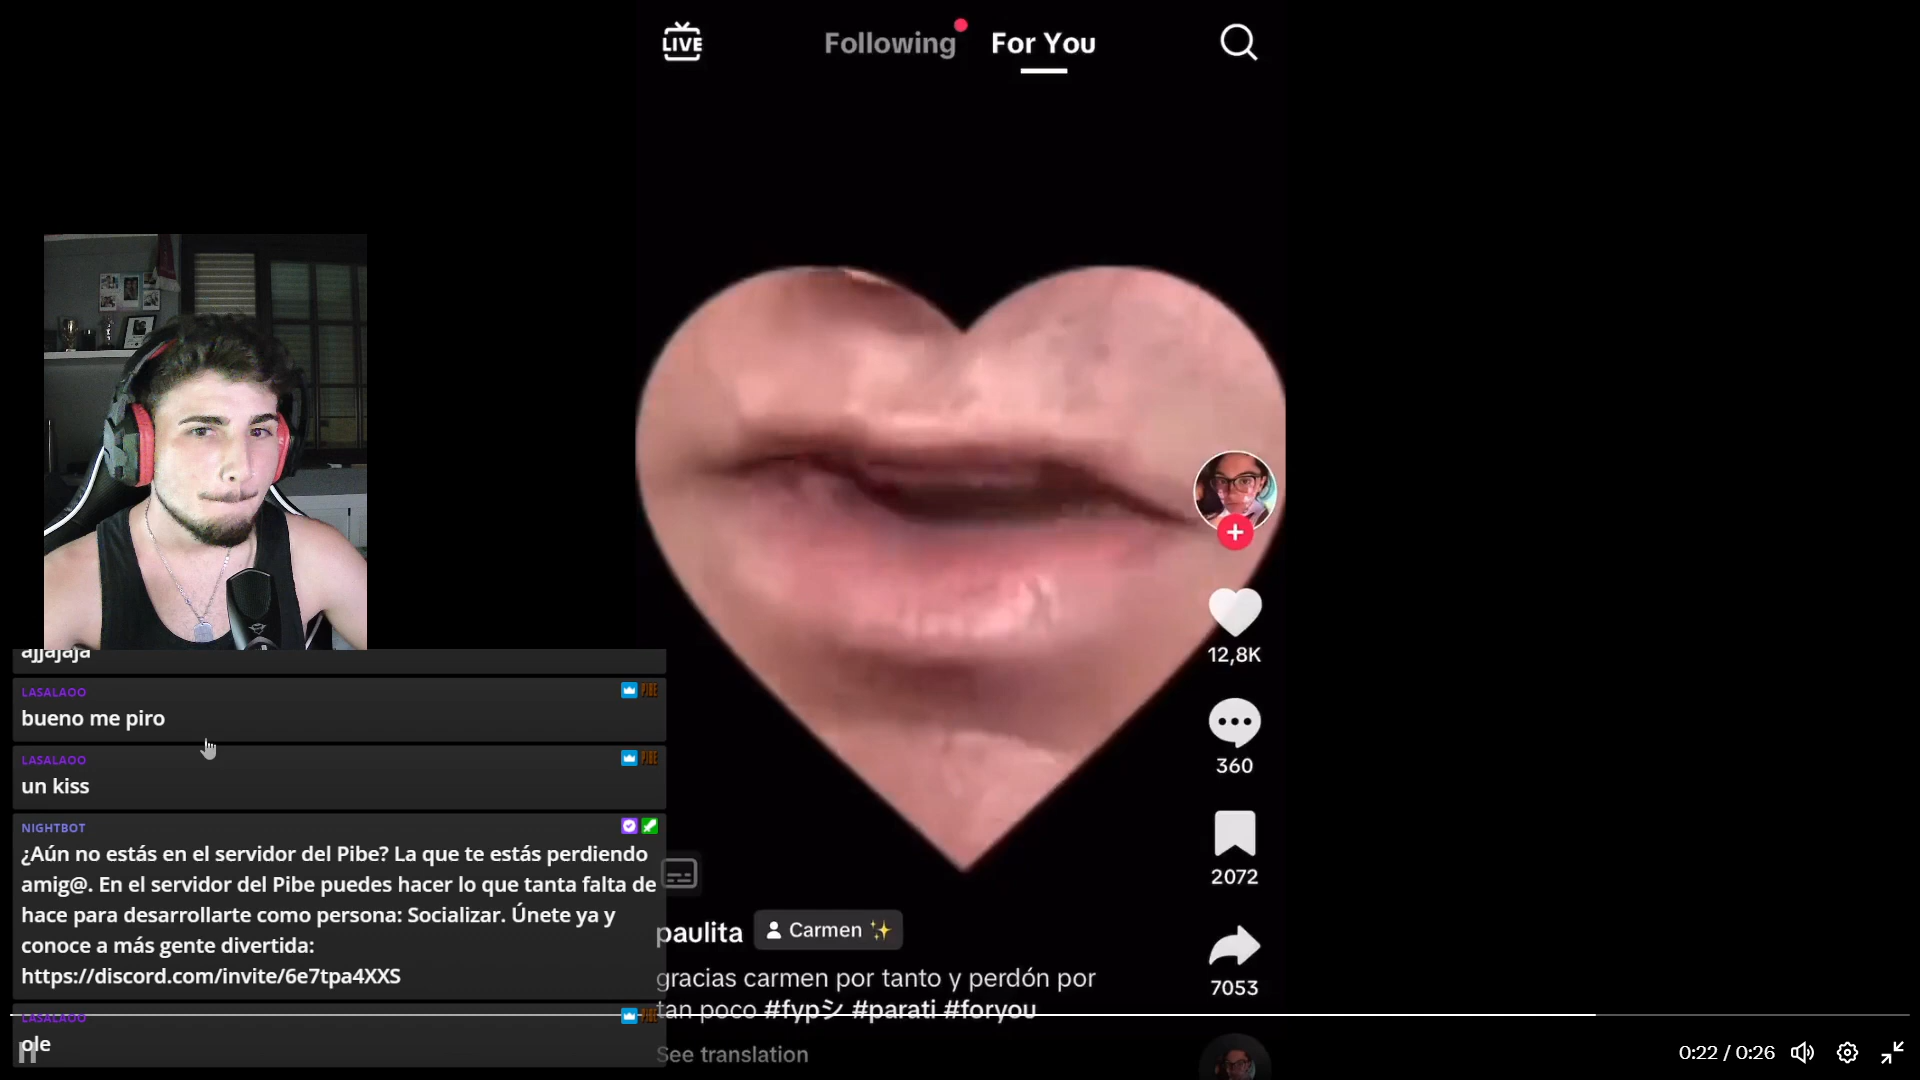 LIVE
Following
For You
12,8K
360
2072
7053
ajjajaja
LASALAOO
bueno me piro
LASALAOO
un kiss
NIGHTBOT
¿Aún no estás en el servidor del Pibe? La que te estás perdiendo
amig@. En el servidor del Pibe puedes hacer lo que tanta falta de
hace para desarrollarte como persona: Socializar. Únete ya y
conoce a más gente divertida:
https://discord.com/invite/6e7tpa4XXS
LASALAOO
ole
paulita
Carmen ✨
gracias carmen por tanto y perdón por
tan poco #fypシ #parati #foryou
See translation
0:22 / 0:26